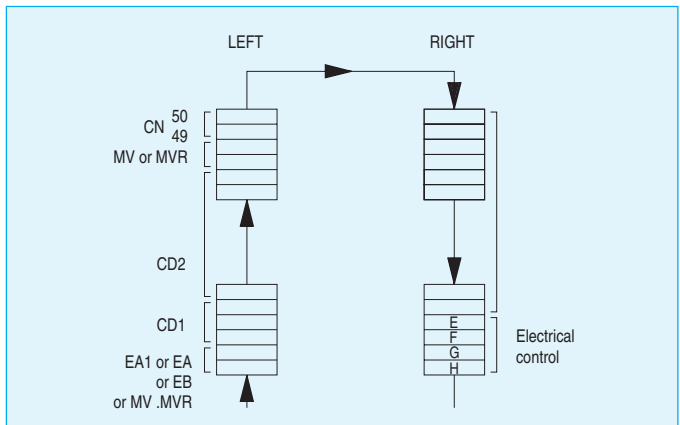 LEFT
RIGHT
CN 50
49
MV or MVR
CD2
CD1
EA1 or EA
or EB
or MV .MVR
E
F
G
H
Electrical
control